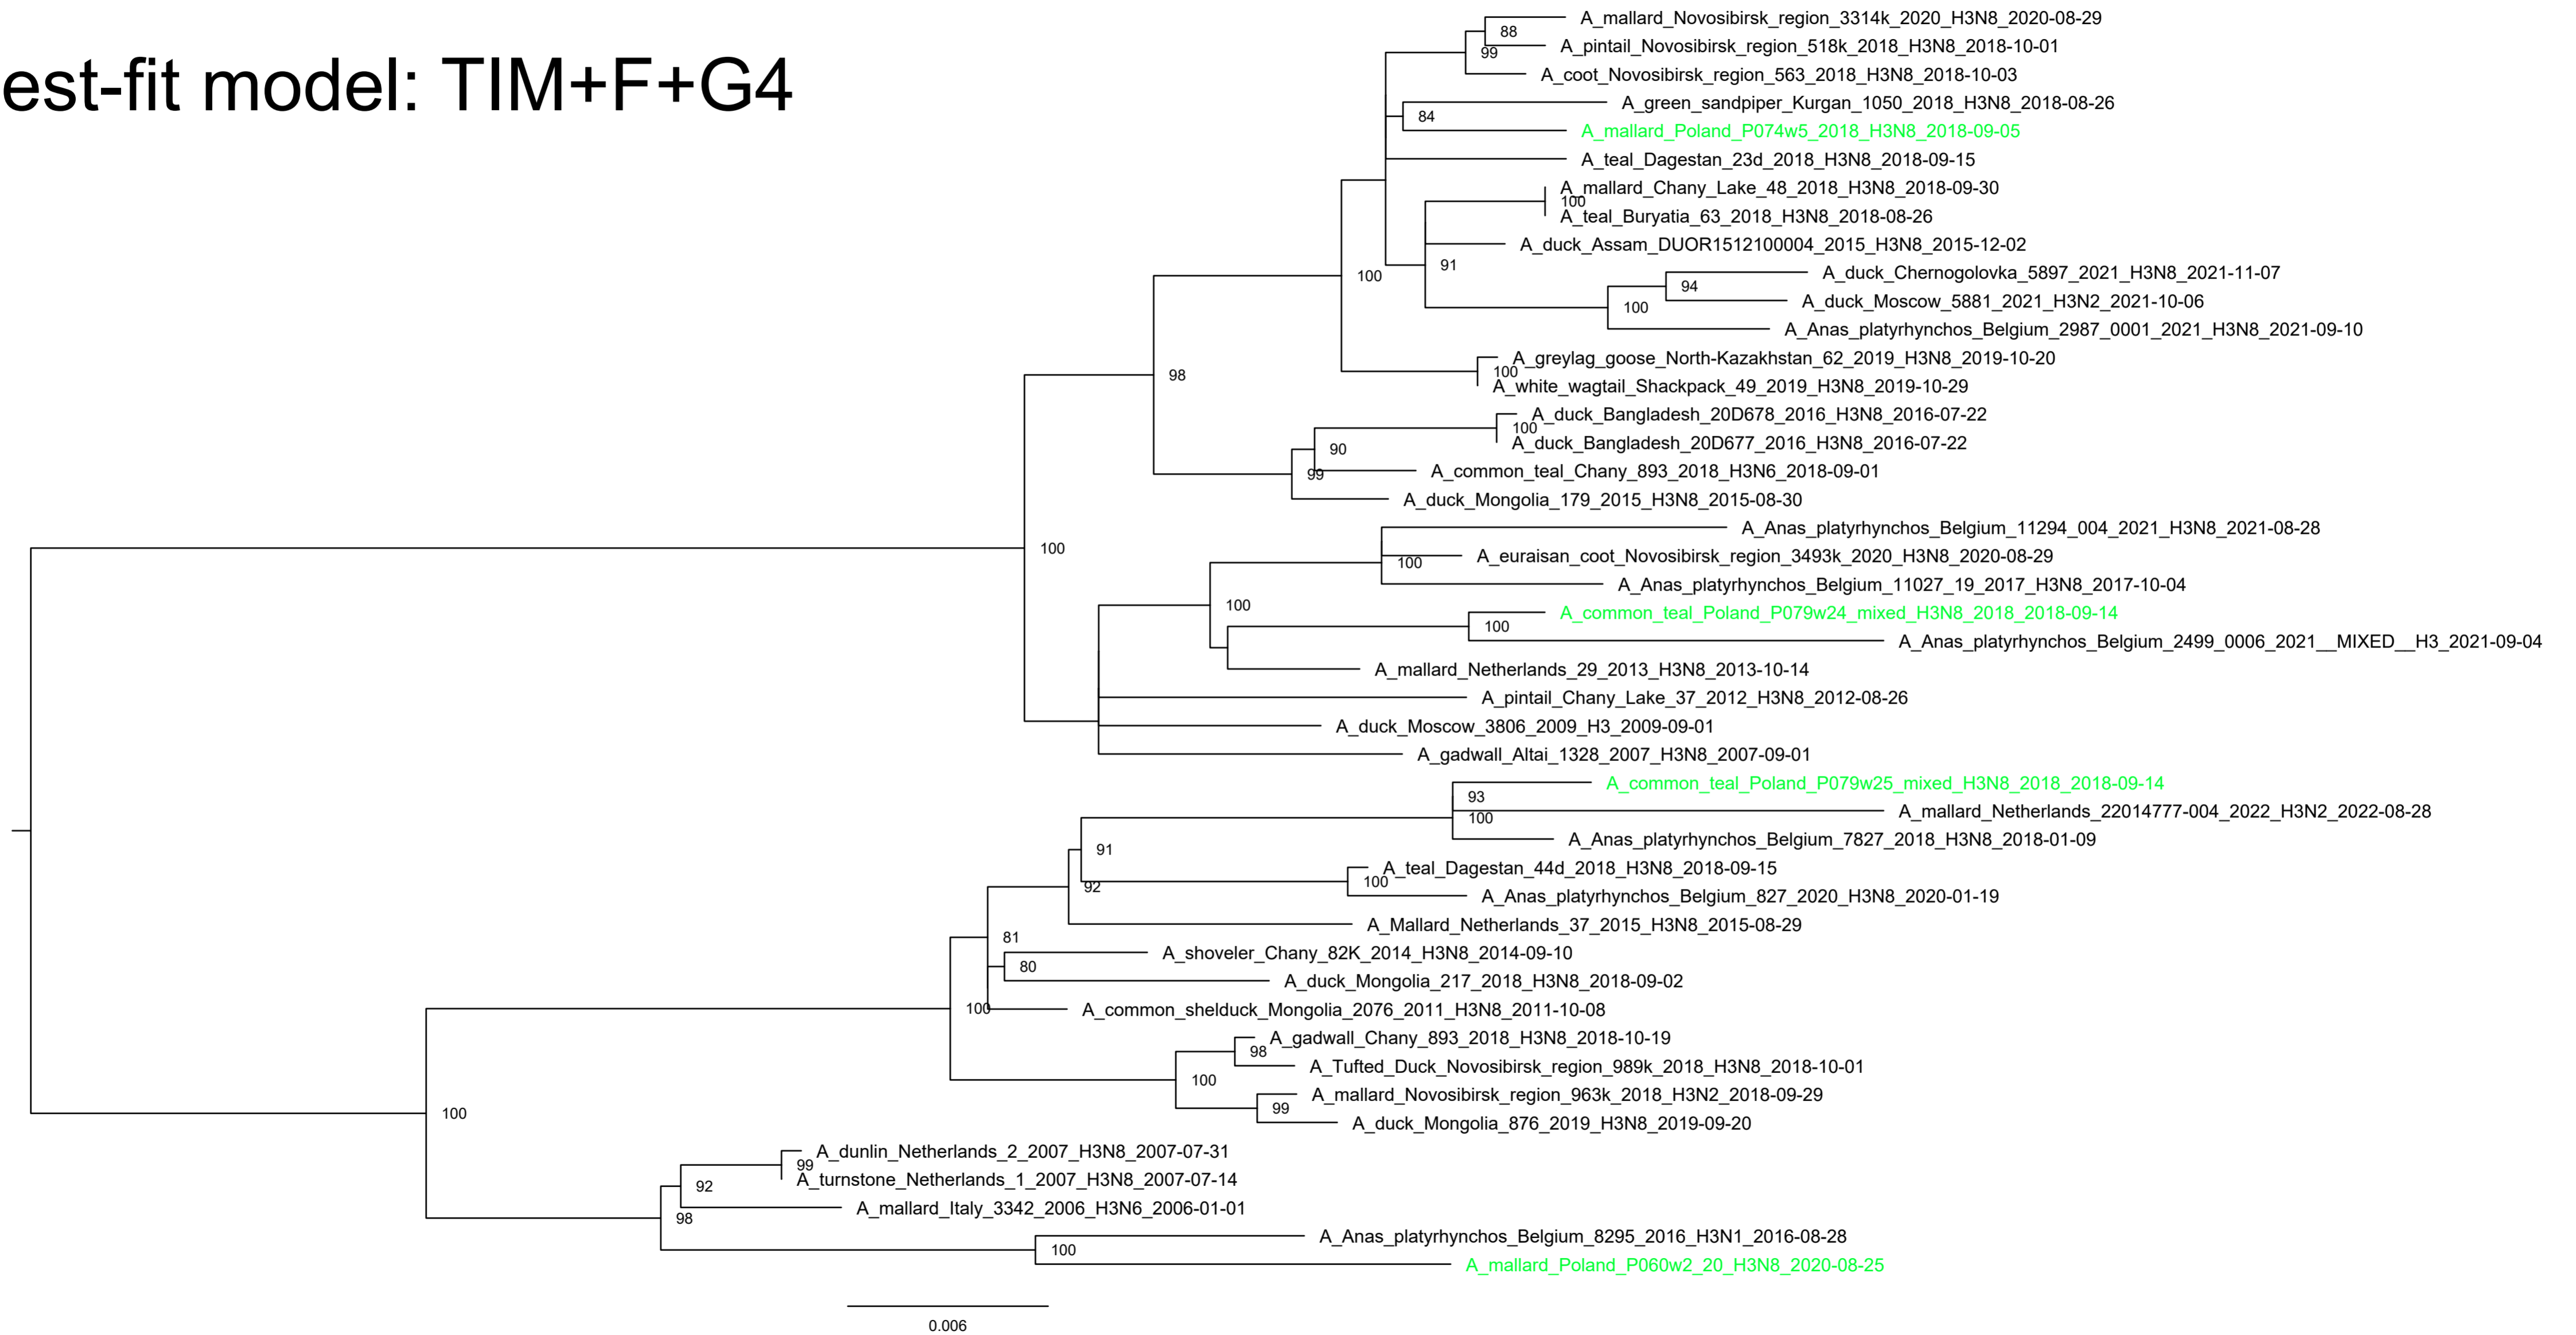 A_mallard_Novosibirsk_region_3314k_2020_H3N8_2020-08-29
88
A_pintail_Novosibirsk_region_518k_2018_H3N8_2018-10-01
99
est-fit model: TIM+F+G4
A_coot_Novosibirsk_region_563_2018_H3N8_2018-10-03
A_green_sandpiper_Kurgan_1050_2018_H3N8_2018-08-26
84
A_mallard_Poland_P074w5_2018_H3N8_2018-09-05
A_teal_Dagestan_23d_2018_H3N8_2018-09-15
A_mallard_Chany_Lake_48_2018_H3N8_2018-09-30
100
A_teal_Buryatia_63_2018_H3N8_2018-08-26
A_duck_Assam_DUOR1512100004_2015_H3N8_2015-12-02
91
A_duck_Chernogolovka_5897_2021_H3N8_2021-11-07
100
94
A_duck_Moscow_5881_2021_H3N2_2021-10-06
100
A_Anas_platyrhynchos_Belgium_2987_0001_2021_H3N8_2021-09-10
A_greylag_goose_North-Kazakhstan_62_2019_H3N8_2019-10-20
100
98
A_white_wagtail_Shackpack_49_2019_H3N8_2019-10-29
A_duck_Bangladesh_20D678_2016_H3N8_2016-07-22
100
A_duck_Bangladesh_20D677_2016_H3N8_2016-07-22
90
A_common_teal_Chany_893_2018_H3N6_2018-09-01
99
A_duck_Mongolia_179_2015_H3N8_2015-08-30
A_Anas_platyrhynchos_Belgium_11294_004_2021_H3N8_2021-08-28
100
A_euraisan_coot_Novosibirsk_region_3493k_2020_H3N8_2020-08-29
100
A_Anas_platyrhynchos_Belgium_11027_19_2017_H3N8_2017-10-04
100
A_common_teal_Poland_P079w24_mixed_H3N8_2018_2018-09-14
100
A_Anas_platyrhynchos_Belgium_2499_0006_2021__MIXED__H3_2021-09-04
A_mallard_Netherlands_29_2013_H3N8_2013-10-14
A_pintail_Chany_Lake_37_2012_H3N8_2012-08-26
A_duck_Moscow_3806_2009_H3_2009-09-01
A_gadwall_Altai_1328_2007_H3N8_2007-09-01
A_common_teal_Poland_P079w25_mixed_H3N8_2018_2018-09-14
93
A_mallard_Netherlands_22014777-004_2022_H3N2_2022-08-28
100
A_Anas_platyrhynchos_Belgium_7827_2018_H3N8_2018-01-09
91
A_teal_Dagestan_44d_2018_H3N8_2018-09-15
100
92
A_Anas_platyrhynchos_Belgium_827_2020_H3N8_2020-01-19
A_Mallard_Netherlands_37_2015_H3N8_2015-08-29
81
A_shoveler_Chany_82K_2014_H3N8_2014-09-10
80
A_duck_Mongolia_217_2018_H3N8_2018-09-02
100
A_common_shelduck_Mongolia_2076_2011_H3N8_2011-10-08
A_gadwall_Chany_893_2018_H3N8_2018-10-19
98
A_Tufted_Duck_Novosibirsk_region_989k_2018_H3N8_2018-10-01
100
A_mallard_Novosibirsk_region_963k_2018_H3N2_2018-09-29
99
100
A_duck_Mongolia_876_2019_H3N8_2019-09-20
A_dunlin_Netherlands_2_2007_H3N8_2007-07-31
99
A_turnstone_Netherlands_1_2007_H3N8_2007-07-14
92
A_mallard_Italy_3342_2006_H3N6_2006-01-01
98
A_Anas_platyrhynchos_Belgium_8295_2016_H3N1_2016-08-28
100
A_mallard_Poland_P060w2_20_H3N8_2020-08-25
0.006